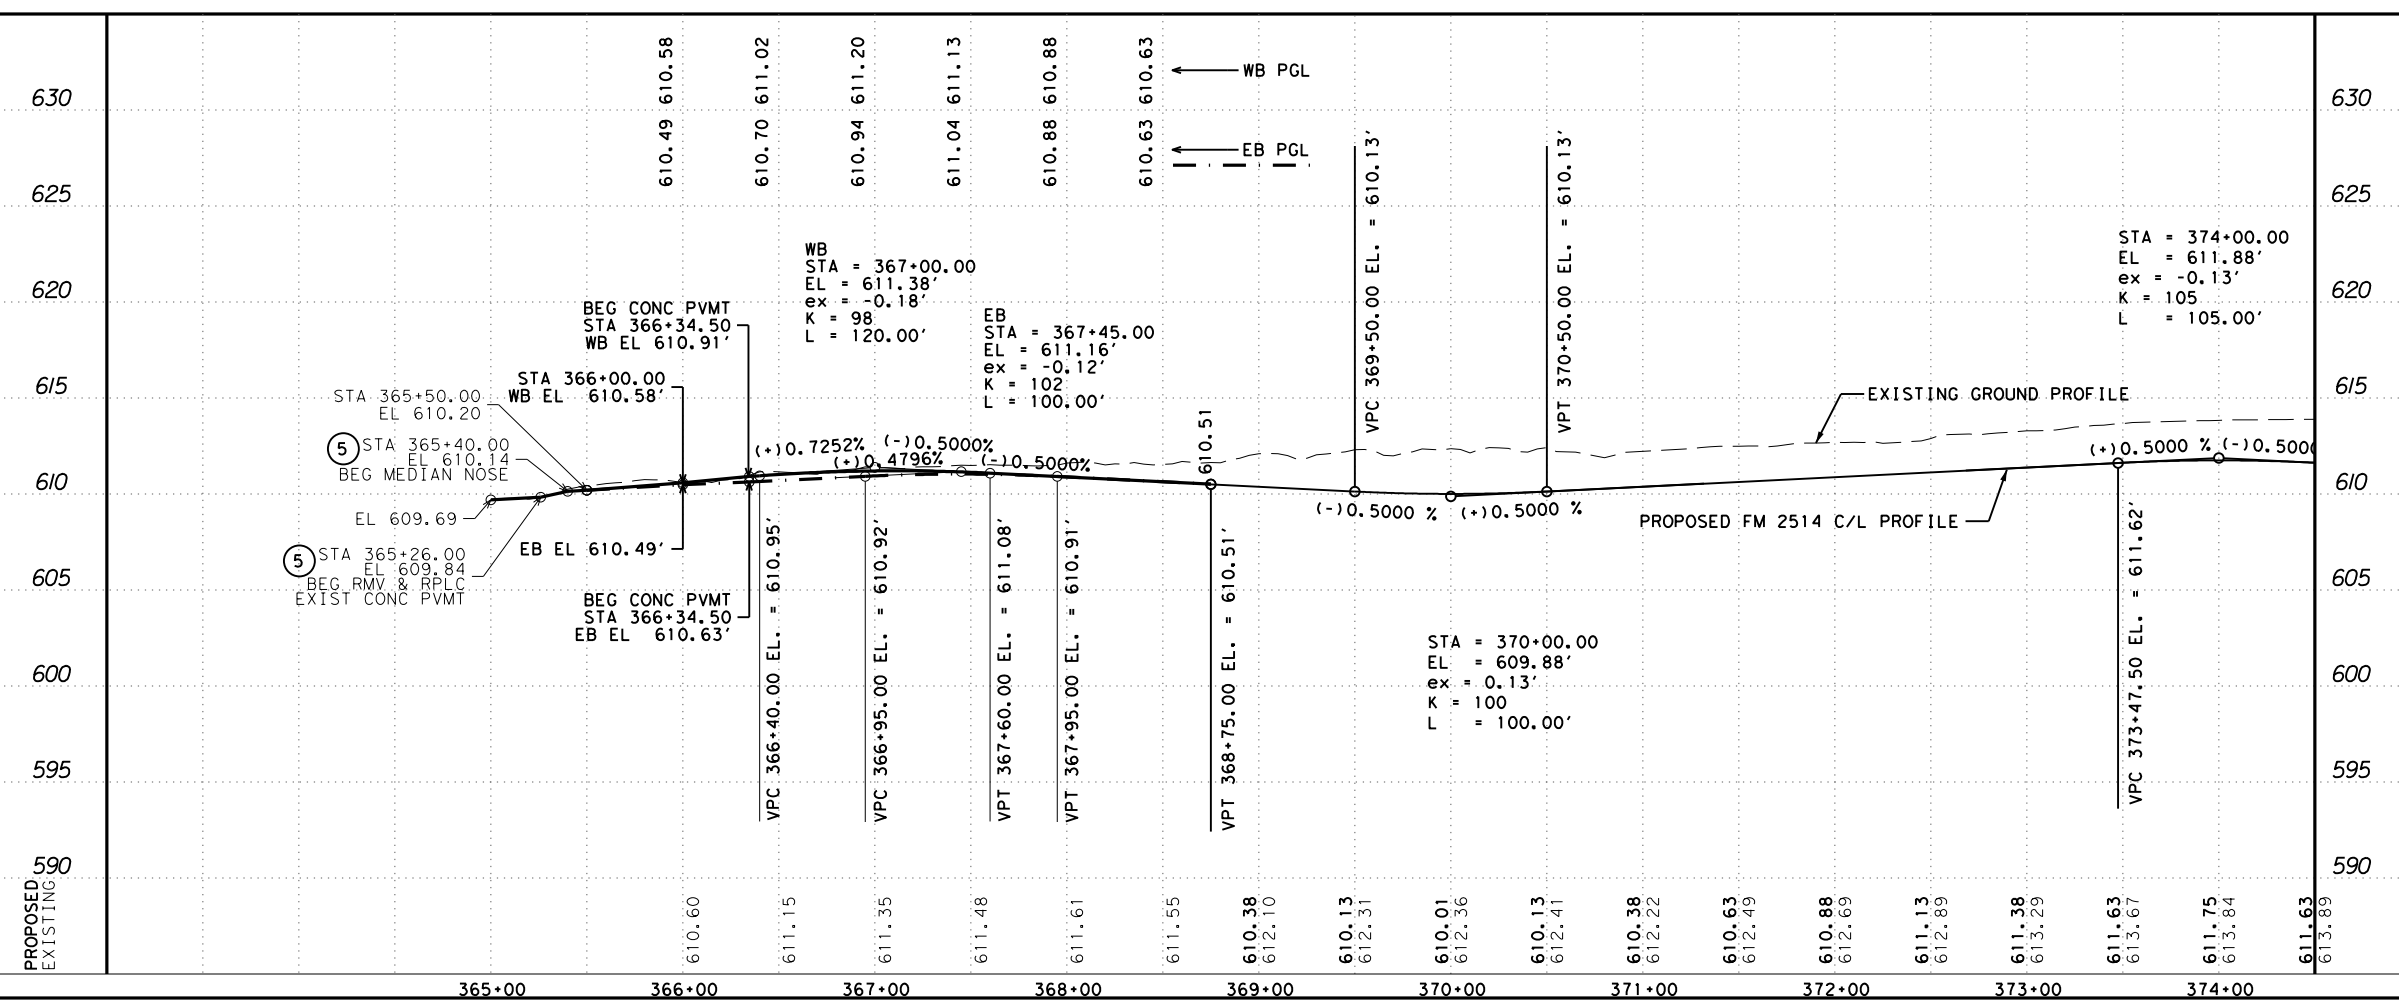 610.58
611.02
611.20
611.13
610.88
610.63
WB PGL
610.49
610.70
610.94
611.04
610.88
610.63
EB PGL
630
630
625
625
620
620
615
615
610
610
605
605
600
600
595
595
590
590
WB
STA = 367+00.00
EL = 611.38'
ex = -0.18'
K = 98
L = 120.00'
EB
STA = 367+45.00
EL = 611.16'
ex = -0.12'
K = 102
L = 100.00'
BEG CONC PVMT
STA 366+34.50
WB EL 610.91'
STA 366+00.00
WB EL 610.58'
STA 365+50.00
EL 610.20
5
STA 365+40.00
EL 610.14
BEG MEDIAN NOSE
EL 609.69
5
STA 365+26.00
EL 609.84
BEG RMV & RPLC
EXIST CONC PVMT
EB EL 610.49'
BEG CONC PVMT
STA 366+34.50
EB EL 610.63'
(+)0.7252%
(-)0.5000%
(+)0.4796%
(-)0.5000%
610.51
VPC 366+40.00 EL. = 610.95'
VPC 366+95.00 EL. = 610.92'
VPT 367+60.00 EL. = 611.08'
VPT 367+95.00 EL. = 610.91'
VPT 368+75.00 EL. = 610.51'
VPC 369+50.00 EL. = 610.13'
VPT 370+50.00 EL. = 610.13'
(-)0.5000 %
(+)0.5000 %
STA = 370+00.00
EL = 609.88'
ex = 0.13'
K = 100
L = 100.00'
EXISTING GROUND PROFILE
PROPOSED FM 2514 C/L PROFILE
STA = 374+00.00
EL = 611.88'
ex = -0.13'
K = 105
L = 105.00'
(+)0.5000 %
(-)0.5000
VPC 373+47.50 EL. = 611.62'
PROPOSED
EXISTING
610.60
611.15
611.35
611.48
611.61
611.55
610.38
612.10
610.13
612.31
610.01
612.36
610.13
612.41
610.38
612.22
610.63
612.49
610.88
612.69
611.13
612.89
611.38
613.29
611.63
613.67
611.75
613.84
611.63
613.89
365+00
366+00
367+00
368+00
369+00
370+00
371+00
372+00
373+00
374+00